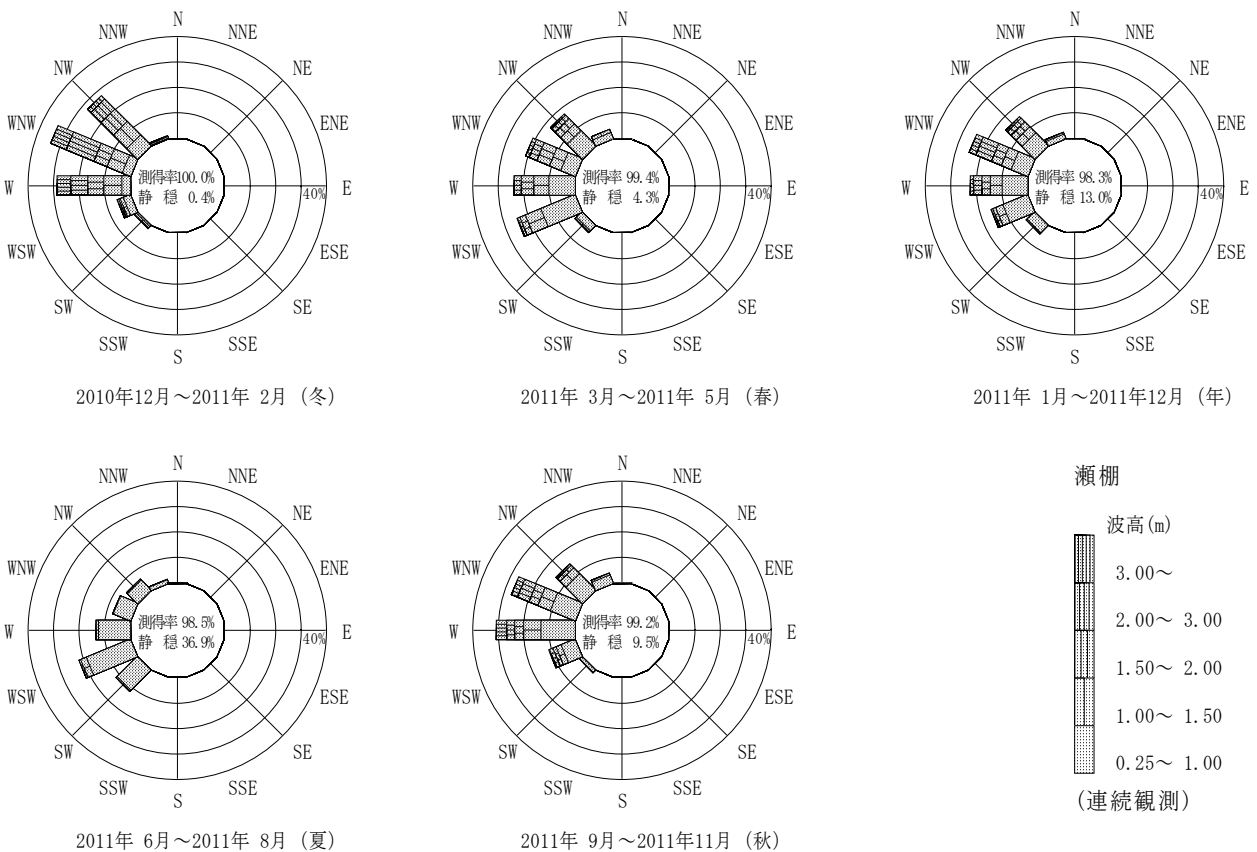 N
NNW NNE
NW NE
WNW ENE
W E
測得率100.0%
静 穏 0.4%
40%
WSW ESE
SW SE
SSW SSE
S
2010年12月~2011年 2月 (冬)
N
NNW NNE
NW NE
WNW ENE
W E
測得率 99.4%
静 穏 4.3%
40%
WSW ESE
SW SE
SSW SSE
S
2011年 3月~2011年 5月 (春)
N
NNW NNE
NW NE
WNW ENE
W E
測得率 98.3%
静 穏 13.0%
40%
WSW ESE
SW SE
SSW SSE
S
2011年 1月~2011年12月 (年)
N
NNW NNE
NW NE
WNW ENE
W E
測得率 98.5%
静 穏 36.9%
40%
WSW ESE
SW SE
SSW SSE
S
2011年 6月~2011年 8月 (夏)
N
NNW NNE
NW NE
WNW ENE
W E
測得率 99.2%
静 穏 9.5%
40%
WSW ESE
SW SE
SSW SSE
S
2011年 9月~2011年11月 (秋)
瀬棚
波高(m)
3.00~
2.00~ 3.00
1.50~ 2.00
1.00~ 1.50
0.25~ 1.00
(連続観測)